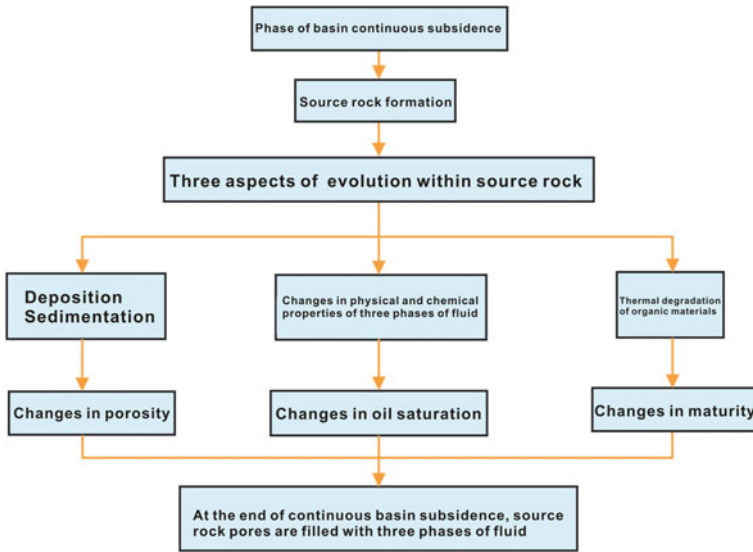 Phase of basin continuous subsidence
Source rock formation
Three aspects of evolution within source rock
Deposition
Sedimentation
Changes in physical and chemical
properties of three phases of fluid
Thermal degradation
of organic materials
Changes in porosity
Changes in oil saturation
Changes in maturity
At the end of continuous basin subsidence, source
rock pores are filled with three phases of fluid